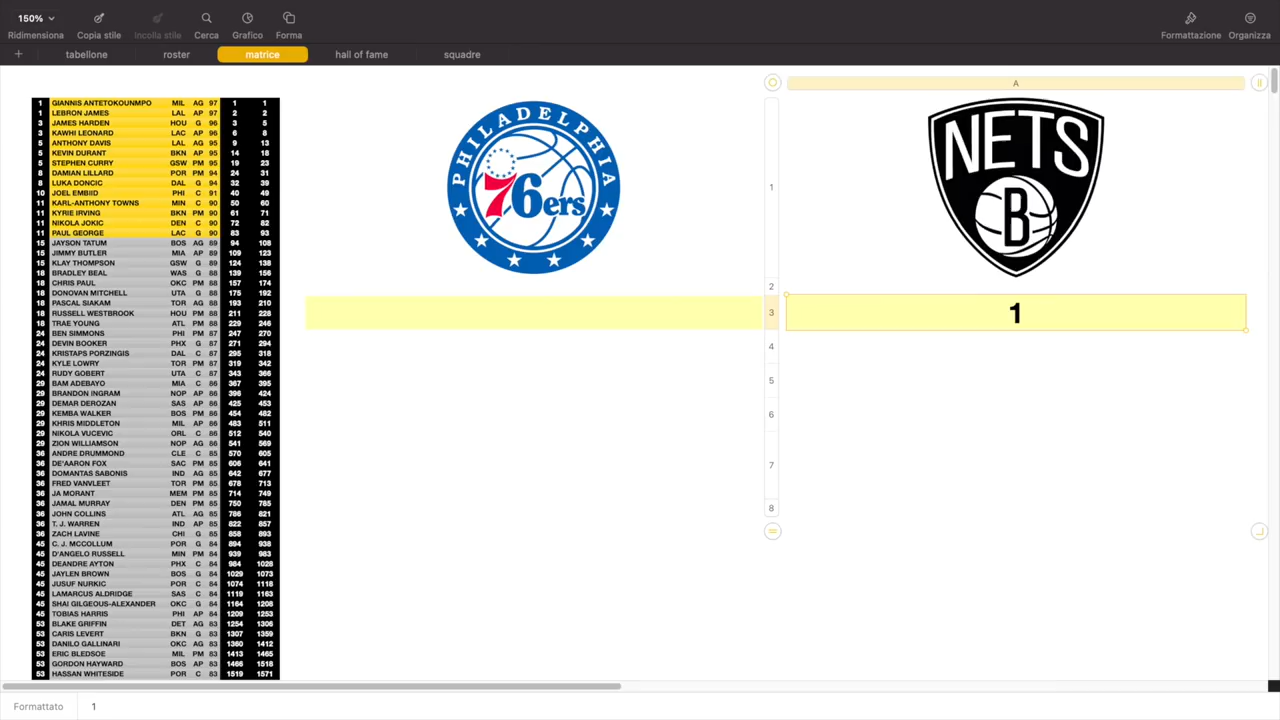 150%
Ridimensiona Copia stile Incolla stile Cerca Grafico Forma Formattazione Organizza
+ tabellone roster matrice hall of fame squadre
A
1 GIANNIS ANTETOKOUNMPO MIL AG 97 1 1
1 LEBRON JAMES LAL AP 97 2 2
3 JAMES HARDEN HOU G 96 3 5
3 KAWHI LEONARD LAC AP 96 6 8
5 ANTHONY DAVIS LAL AG 95 9 13
5 KEVIN DURANT BKN AP 95 14 18
5 STEPHEN CURRY GSW PM 95 19 23
8 DAMIAN LILLARD POR PM 94 24 31
8 LUKA DONCIC DAL G 94 32 39
10 JOEL EMBIID PHI C 91 40 49
11 KARL-ANTHONY TOWNS MIN C 90 50 60
11 KYRIE IRVING BKN PM 90 61 71
11 NIKOLA JOKIC DEN C 90 72 82
11 PAUL GEORGE LAC G 90 83 93
15 JAYSON TATUM BOS AG 89 94 108
15 JIMMY BUTLER MIA AP 89 109 123
15 KLAY THOMPSON GSW G 89 124 138
18 BRADLEY BEAL WAS G 88 139 156
18 CHRIS PAUL OKC PM 88 157 174
18 DONOVAN MITCHELL UTA G 88 175 192
18 PASCAL SIAKAM TOR AG 88 193 210
18 RUSSELL WESTBROOK HOU PM 88 211 228
18 TRAE YOUNG ATL PM 88 229 246
24 BEN SIMMONS PHI PM 87 247 270
24 DEVIN BOOKER PHX G 87 271 294
24 KRISTAPS PORZINGIS DAL C 87 295 318
24 KYLE LOWRY TOR PM 87 319 342
24 RUDY GOBERT UTA C 87 343 366
29 BAM ADEBAYO MIA C 86 367 395
29 BRANDON INGRAM NOP AP 86 396 424
29 DEMAR DEROZAN SAS AP 86 425 453
29 KEMBA WALKER BOS PM 86 454 482
29 KHRIS MIDDLETON MIL AP 86 483 511
29 NIKOLA VUCEVIC ORL C 86 512 540
29 ZION WILLIAMSON NOP AG 86 541 569
36 ANDRE DRUMMOND CLE C 85 570 605
36 DE'AARON FOX SAC PM 85 606 641
36 DOMANTAS SABONIS IND AG 85 642 677
36 FRED VANVLEET TOR PM 85 678 713
36 JA MORANT MEM PM 85 714 749
36 JAMAL MURRAY DEN PM 85 750 785
36 JOHN COLLINS ATL AG 85 786 821
36 T. J. WARREN IND AP 85 822 857
36 ZACH LAVINE CHI G 85 858 893
45 C. J. MCCOLLUM POR G 84 894 938
45 D'ANGELO RUSSELL MIN PM 84 939 983
45 DEANDRE AYTON PHX C 84 984 1028
45 JAYLEN BROWN BOS G 84 1029 1073
45 JUSUF NURKIC POR C 84 1074 1118
45 LAMARCUS ALDRIDGE SAS C 84 1119 1163
45 SHAI GILGEOUS-ALEXANDER OKC G 84 1164 1208
45 TOBIAS HARRIS PHI AP 84 1209 1253
53 BLAKE GRIFFIN DET AG 83 1254 1306
53 CARIS LEVERT BKN G 83 1307 1359
53 DANILO GALLINARI OKC AG 83 1360 1412
53 ERIC BLEDSOE MIL PM 83 1413 1465
53 GORDON HAYWARD BOS AP 83 1466 1518
53 HASSAN WHITESIDE POR C 83 1519 1571
PHILADELPHIA
76ers
NETS
B
1
2
3
1
4
5
6
7
8
Formattato 1